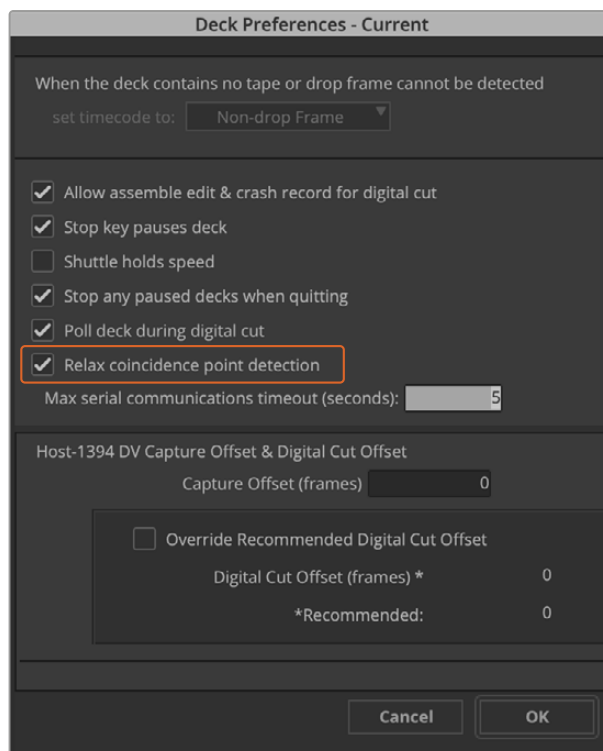 Deck Preferences - Current
When the deck contains no tape or drop frame cannot be detected
set timecode to: Non-drop Frame
Allow assemble edit & crash record for digital cut
Stop key pauses deck
Shuttle holds speed
Stop any paused decks when quitting
Poll deck during digital cut
Relax coincidence point detection
Max serial communications timeout (seconds): 5
Host-1394 DV Capture Offset & Digital Cut Offset
Capture Offset (frames) 0
Override Recommended Digital Cut Offset
Digital Cut Offset (frames) * 0
*Recommended: 0
Cancel OK